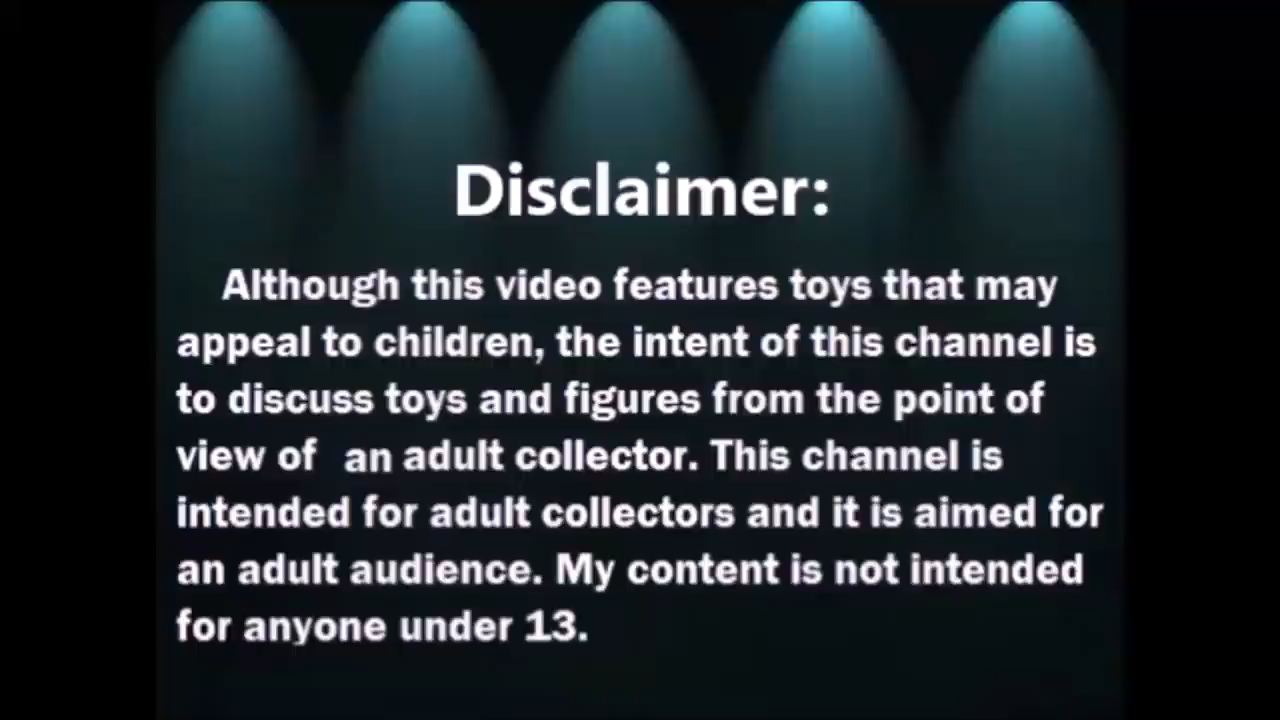 Disclaimer:
Although this video features toys that may
appeal to children, the intent of this channel is
to discuss toys and figures from the point of
view of an adult collector. This channel is
intended for adult collectors and it is aimed for
an adult audience. My content is not intended
for anyone under 13.